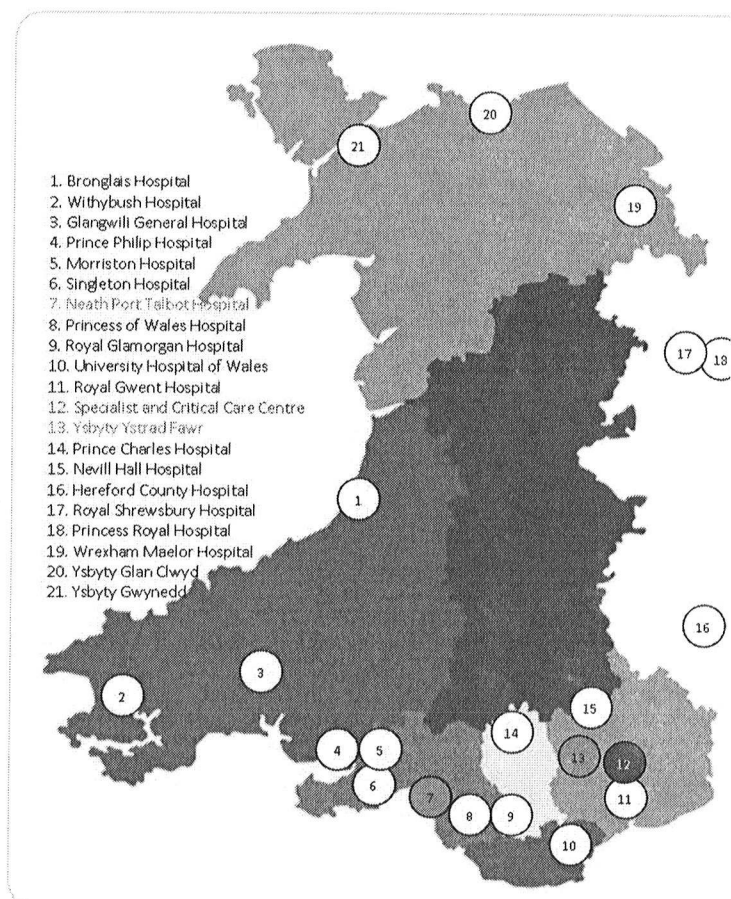 1. Bronglais Hospital
2. Withybush Hospital
3. Glangwili General Hospital
4. Prince Philip Hospital
5. Morriston Hospital
6. Singleton Hospital
7. Neath Port Talbot Hospital
8. Princess of Wales Hospital
9. Royal Glamorgan Hospital
10. University Hospital of Wales
11. Royal Gwent Hospital
12. Specialist and Critical Care Centre
13. Ysbyty Ystrad Fawr
14. Prince Charles Hospital
15. Nevill Hall Hospital
16. Hereford County Hospital
17. Royal Shrewsbury Hospital
18. Princess Royal Hospital
19. Wrexham Maelor Hospital
20. Ysbyty Glan Clwyd
21. Ysbyty Gwynedd
20
21
19
17
18
1
16
3
2
15
14
4
5
13
12
6
7
11
8
9
10